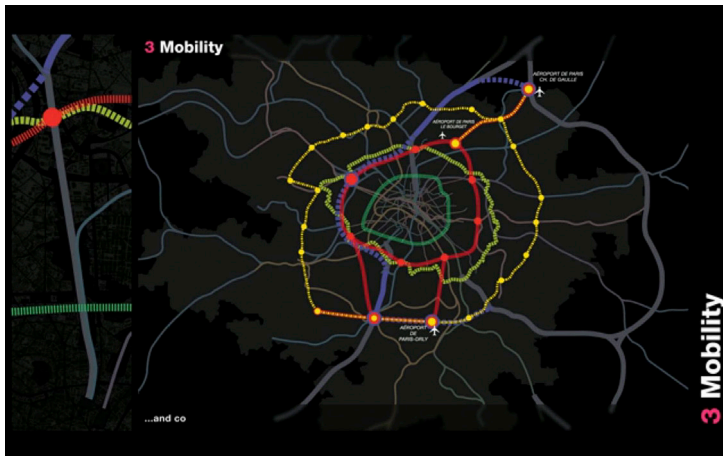 3 Mobility
AÉROPORT DE PARIS
CH. DE GAULLE
AÉROPORT DE PARIS
LE BOURGET
AÉROPORT
DE
PARIS-ORLY
...and co
3 Mobility